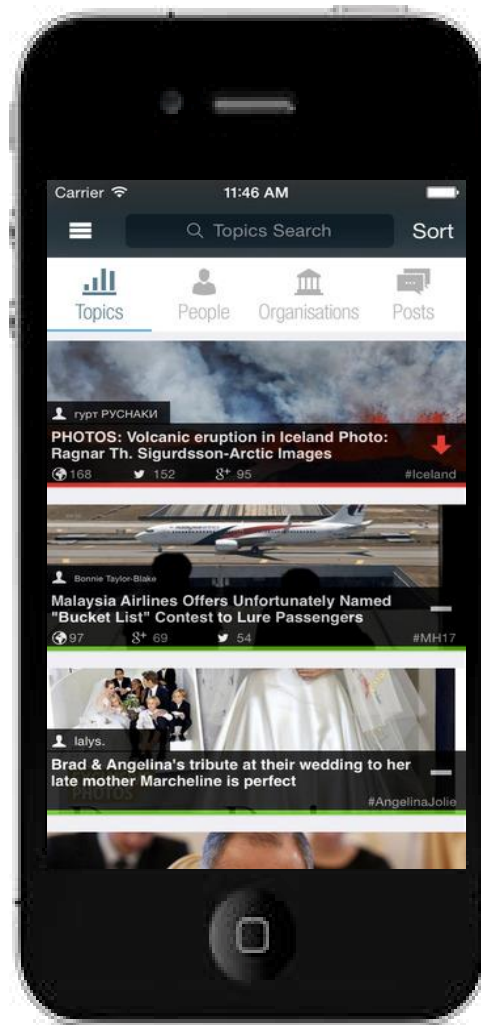 Carrier 11:46 AM
Topics Search Sort
Topics People Organisations Posts
гурт РУСНАКИ
PHOTOS: Volcanic eruption in Iceland Photo:
Ragnar Th. Sigurdsson-Arctic Images
168 152 8+ 95 #Iceland
Bonnie Taylor-Blake
Malaysia Airlines Offers Unfortunately Named
"Bucket List" Contest to Lure Passengers
97 8+ 69 54 #MH17
lalys.
Brad & Angelina's tribute at their wedding to her
late mother Marcheline is perfect
PHOTOS
#AngelinaJolie